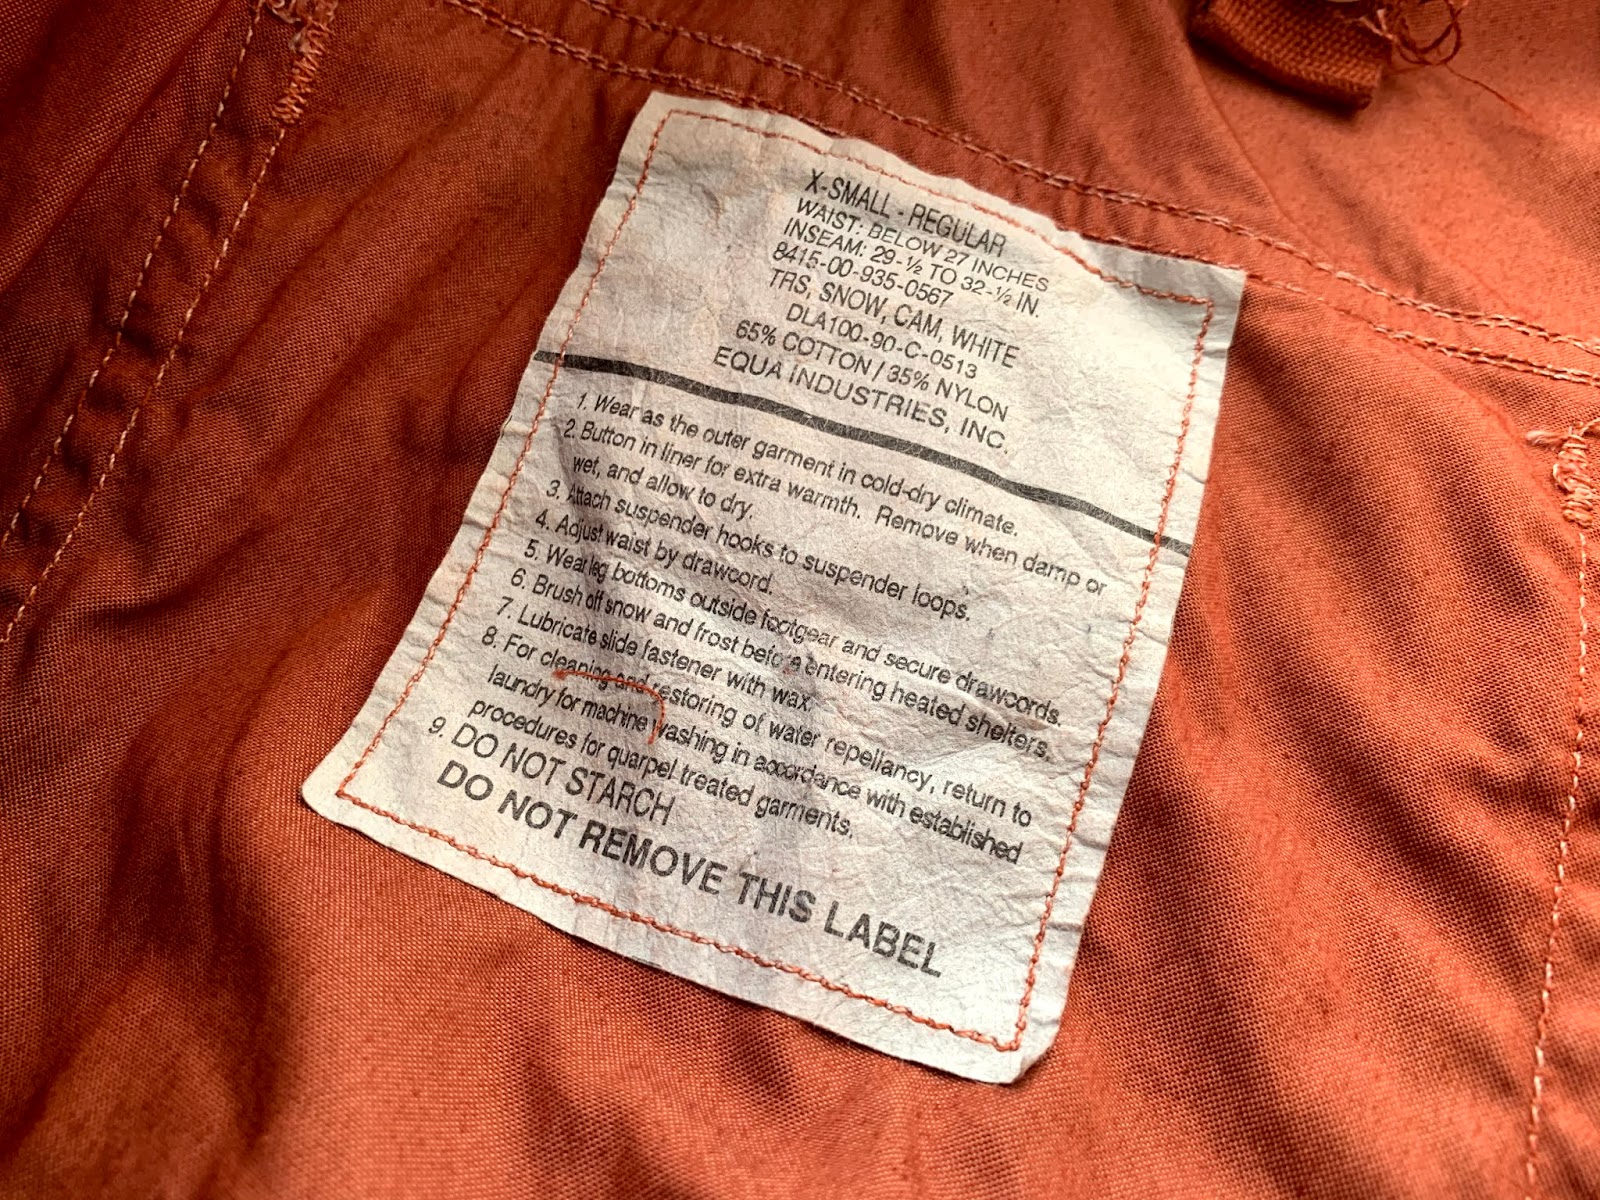 X-SMALL - REGULAR
WAIST: BELOW 27 INCHES
INSEAM: 29-½ TO 32-½ IN.
8415-00-935-0567
TRS, SNOW, CAM, WHITE
DLA100-90-C-0513
65% COTTON / 35% NYLON
EQUA INDUSTRIES, INC.
1. Wear as the outer garment in cold-dry climate.
2. Button in liner for extra warmth. Remove when damp or
wet, and allow to dry.
3. Attach suspender hooks to suspender loops.
4. Adjust waist by drawcord.
5. Wear leg bottoms outside footgear and secure drawcords.
6. Brush off snow and frost before entering heated shelters.
7. Lubricate slide fastener with wax.
8. For cleaning and restoring of water repellancy, return to
laundry for machine washing in accordance with established
procedures for quarpel treated garments.
9. DO NOT STARCH
DO NOT REMOVE THIS LABEL